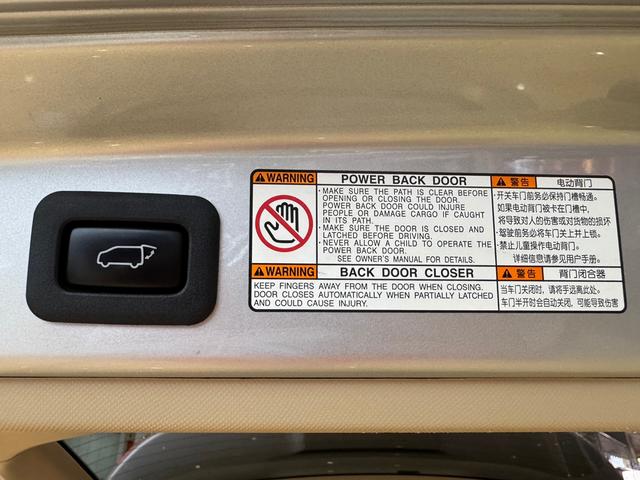 WARNING POWER BACK DOOR
· MAKE SURE THE PATH IS CLEAR BEFORE
OPENING OR CLOSING THE DOOR.
POWER BACK DOOR COULD INJURE
PEOPLE OR DAMAGE CARGO IF CAUGHT
IN ITS PATH.
· MAKE SURE THE DOOR IS CLOSED AND
LATCHED BEFORE DRIVING.
· NEVER ALLOW A CHILD TO OPERATE THE
POWER BACK DOOR.
SEE OWNER'S MANUAL FOR DETAILS.
警告 电动背门
·开关车门前务必保持门槽畅通。
如果电动背门被卡在门槽中,
将导致对人的伤害或对货物的损坏
·驾驶前务必将车门关上并上锁。
·禁止儿童操作电动背门。
详细信息请参见用户手册。
WARNING BACK DOOR CLOSER
KEEP FINGERS AWAY FROM THE DOOR WHEN CLOSING.
DOOR CLOSES AUTOMATICALLY WHEN PARTIALLY LATCHED
AND COULD CAUSE INJURY.
警告 背门闭合器
当车门关闭时,请将手远离此处。
车门半开时会自动关闭,可能导致伤害